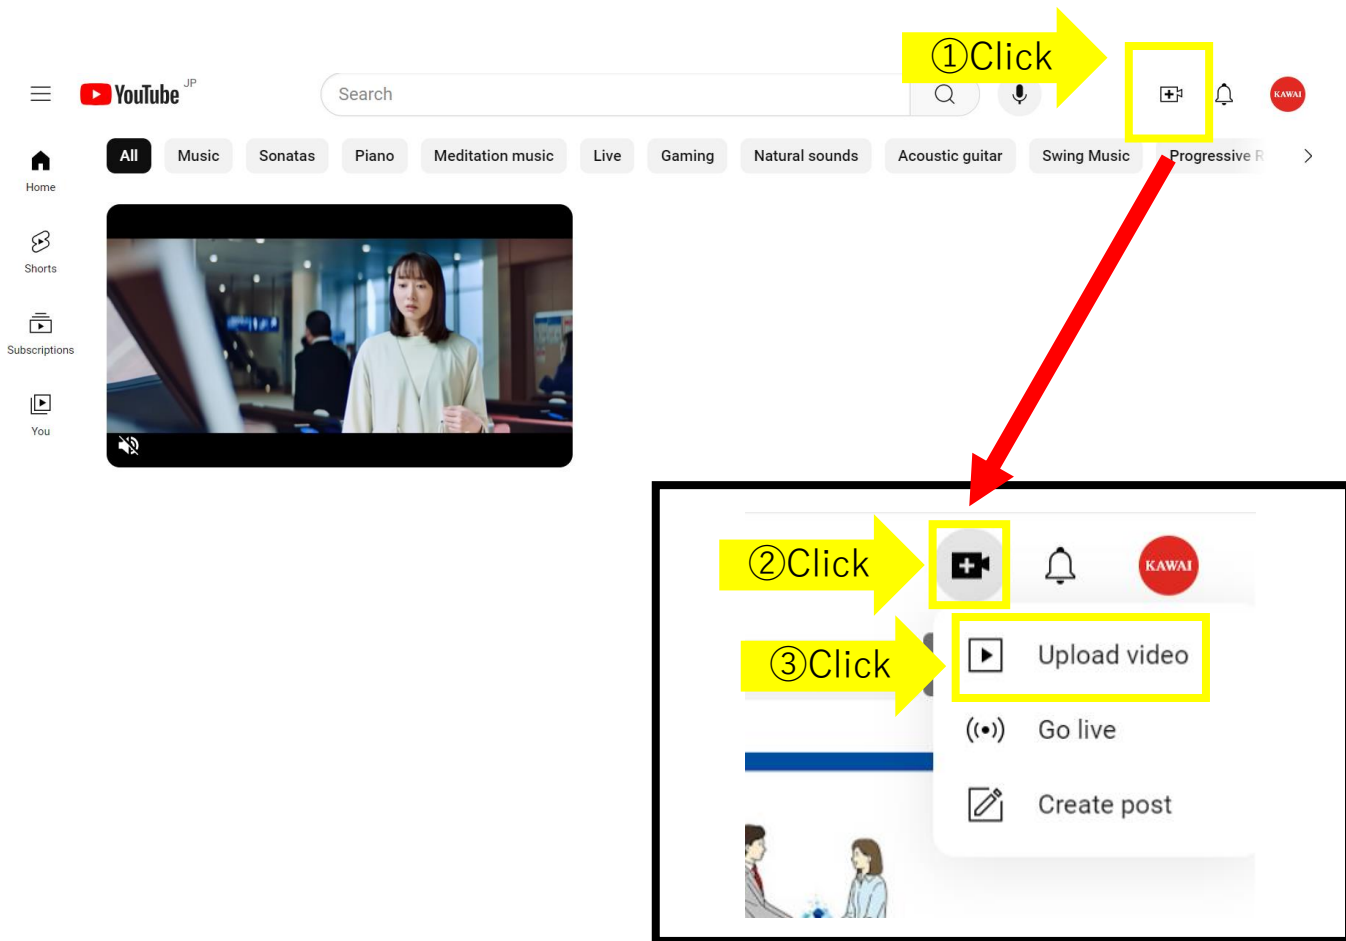 ①Click
YouTube JP
Search
KAWAI
All Music Sonatas Piano Meditation music Live Gaming Natural sounds Acoustic guitar Swing Music Progressive R
Home
Shorts
Subscriptions
You
②Click
KAWAI
③Click
Upload video
Go live
Create post